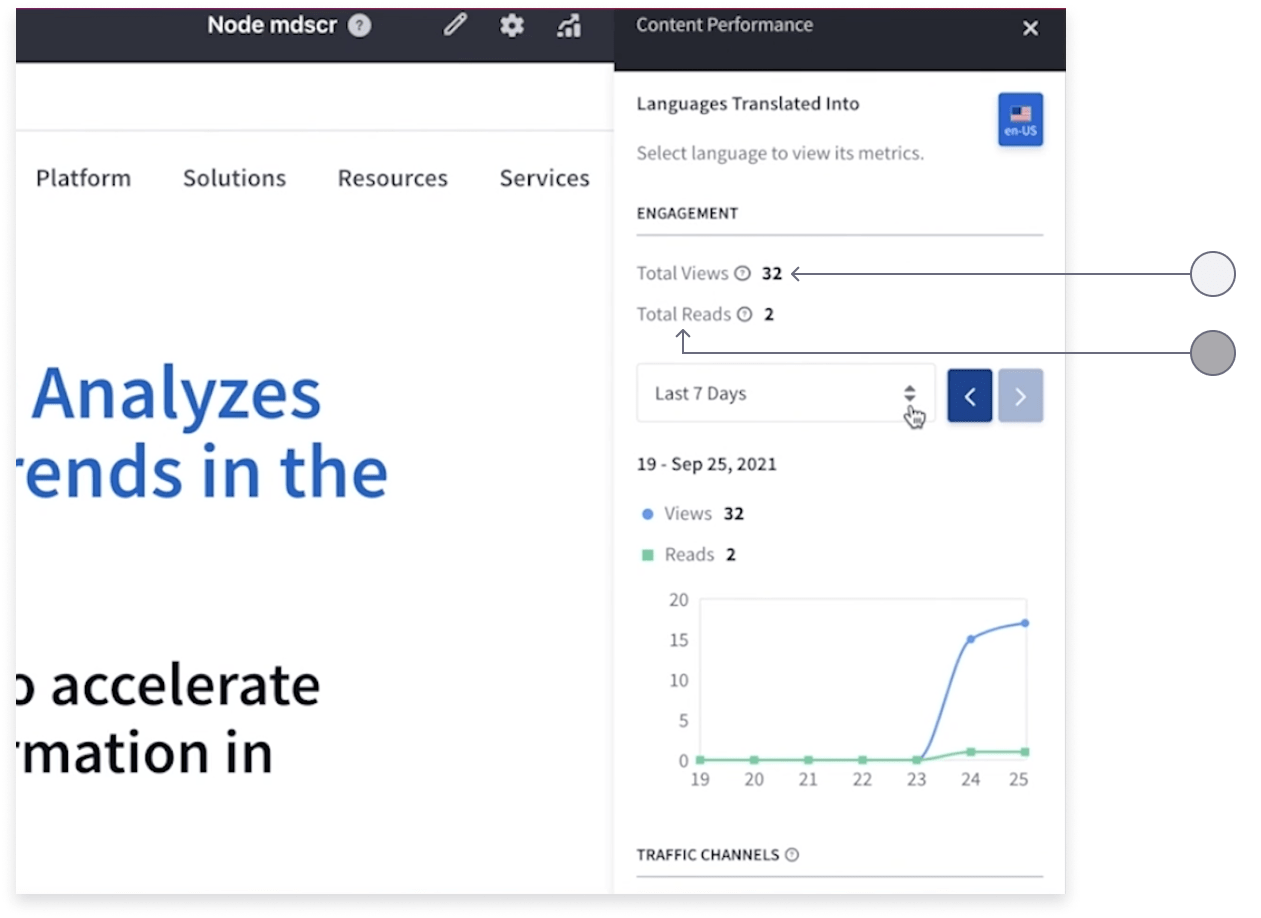 Node mdscr ?
Content Performance
Languages Translated Into
en-US
Select language to view its metrics.
Platform Solutions Resources Services
ENGAGEMENT
Total Views ? 32
Total Reads ? 2
Last 7 Days
Analyzes
rends in the
19 - Sep 25, 2021
Views 32
Reads 2
20
15
10
5
0
19 20 21 22 23 24 25
o accelerate
rmation in
TRAFFIC CHANNELS ?